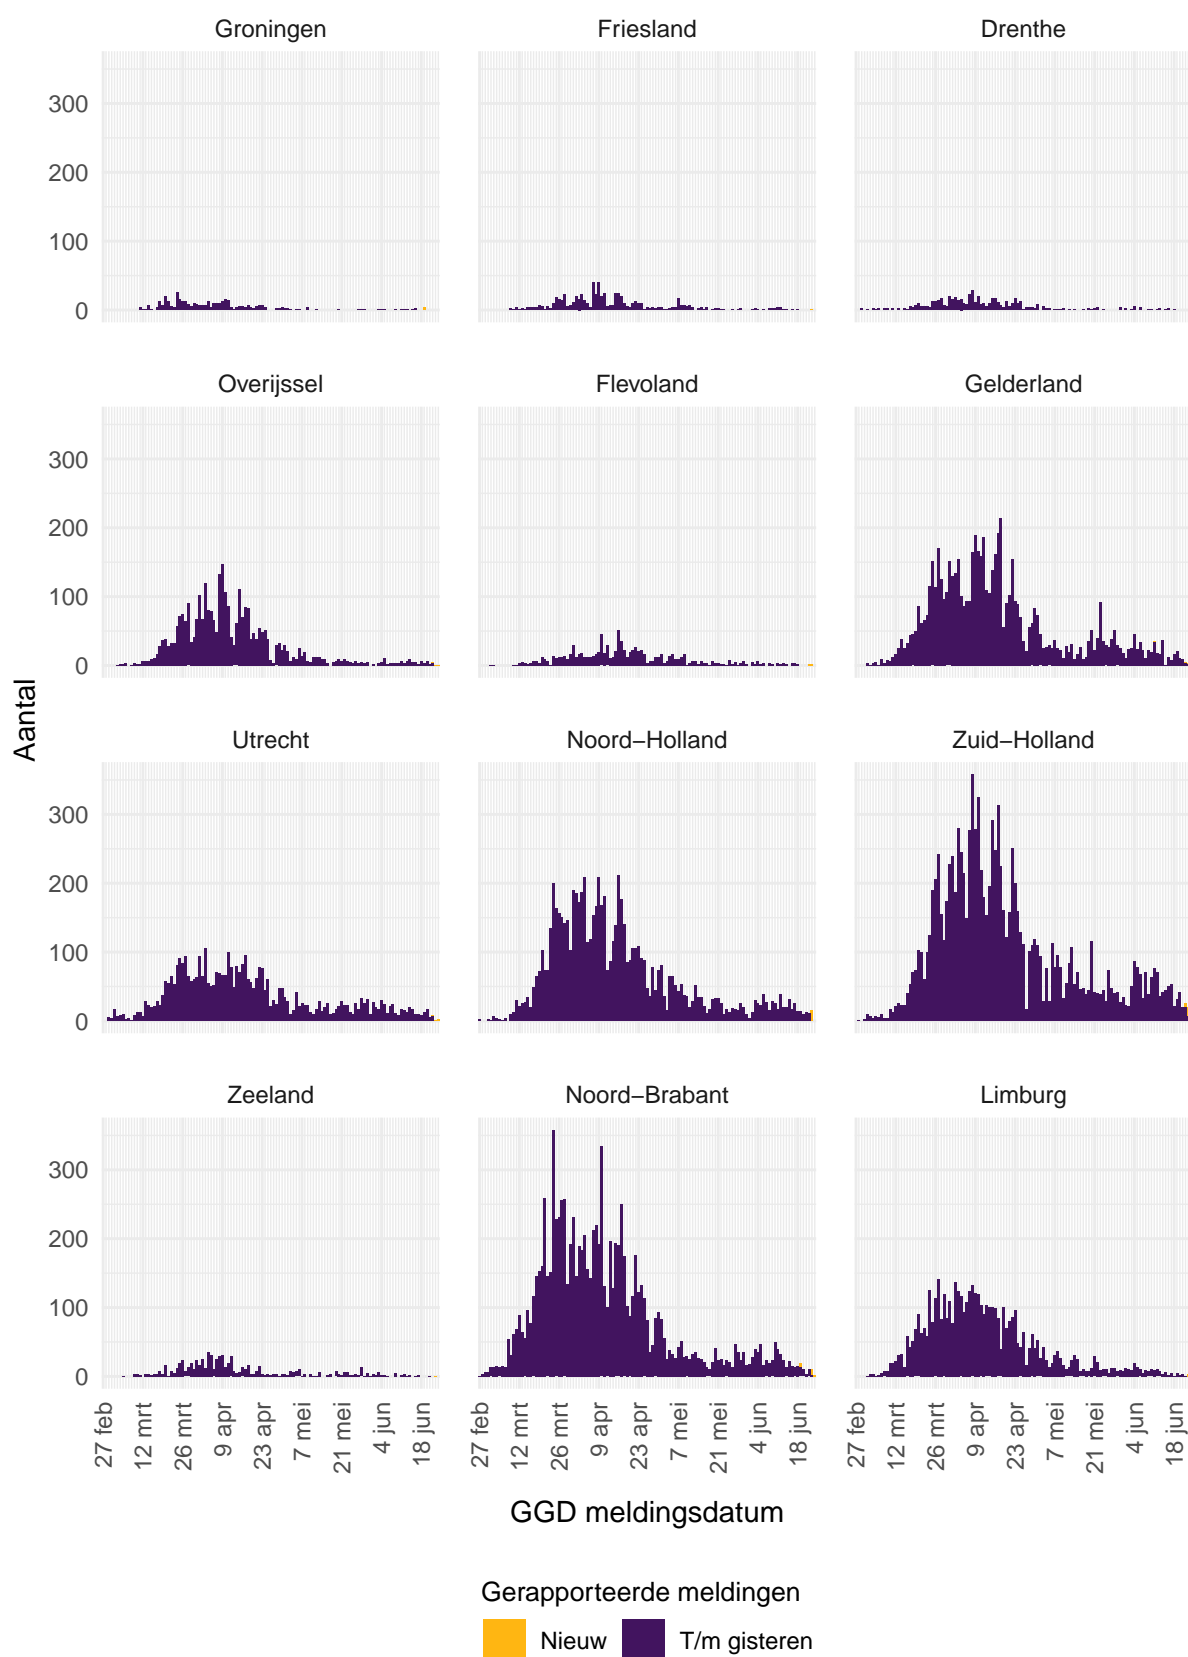 Groningen Friesland Drenthe
300
200
100
0
Overijssel Flevoland Gelderland
300
200
100
0
Utrecht Noord−Holland Zuid−Holland
300
200
100
0
Zeeland Noord−Brabant Limburg
300
200
100
0
Aantal
27 feb 12 mrt 26 mrt 9 apr 23 apr 7 mei 21 mei 4 jun 18 jun 27 feb 12 mrt 26 mrt 9 apr 23 apr 7 mei 21 mei 4 jun 18 jun 27 feb 12 mrt 26 mrt 9 apr 23 apr 7 mei 21 mei 4 jun 18 jun
GGD meldingsdatum
Gerapporteerde meldingen
Nieuw T/m gisteren